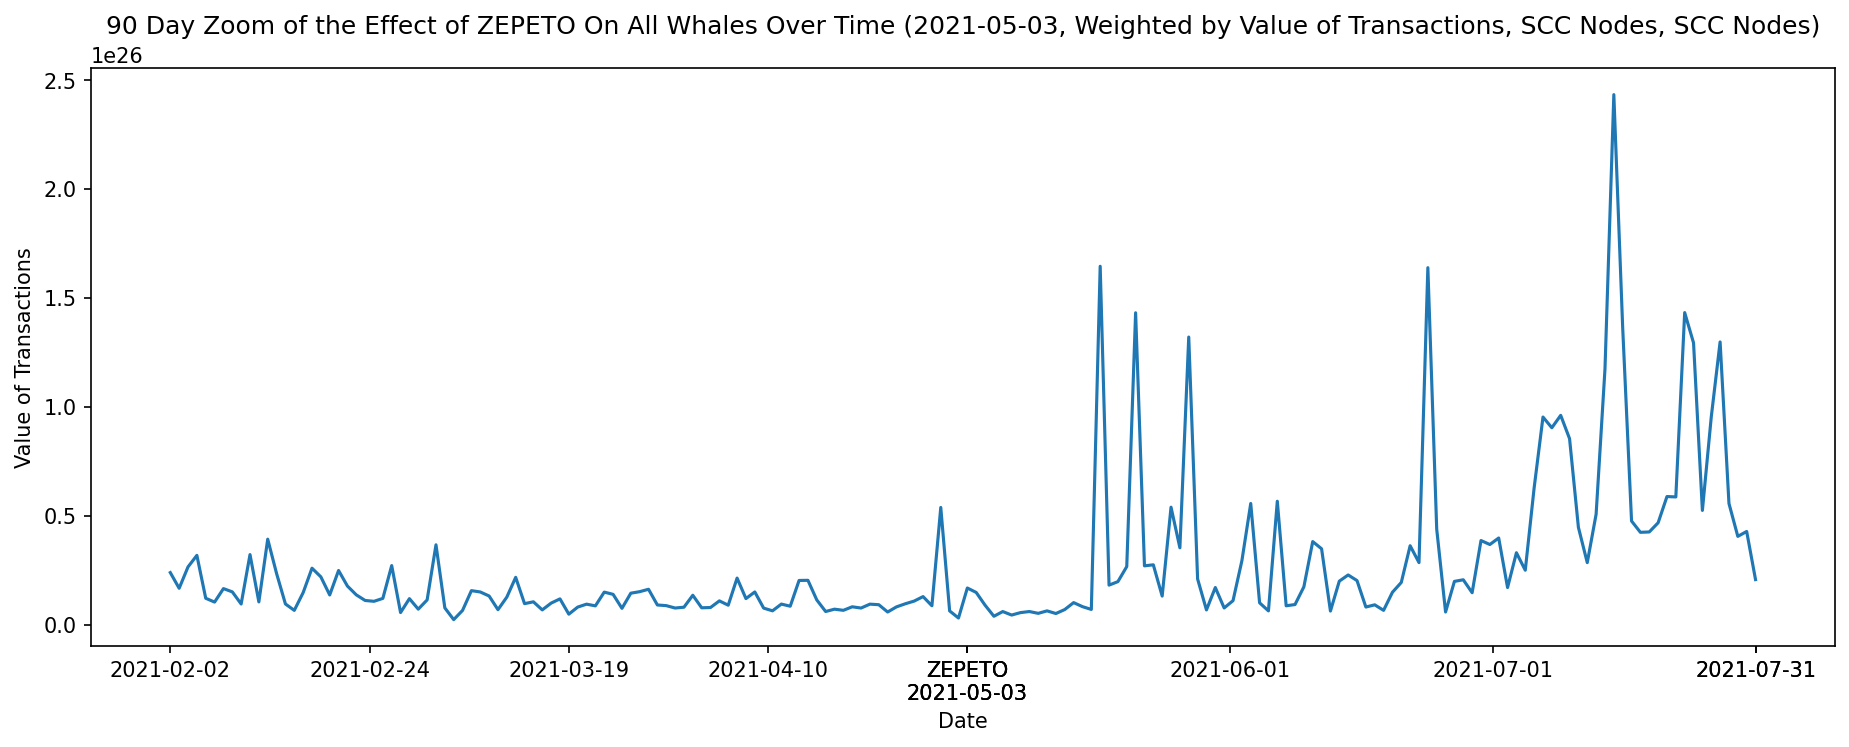 90 Day Zoom of the Effect of ZEPETO On All Whales Over Time (2021-05-03, Weighted by Value of Transactions, SCC Nodes, SCC Nodes)
1e26
2.5
2.0
1.5
1.0
0.5
0.0
Value of Transactions
2021-02-02 2021-02-24 2021-03-19 2021-04-10 ZEPETO 2021-06-01 2021-07-01 2021-07-31
2021-05-03
Date